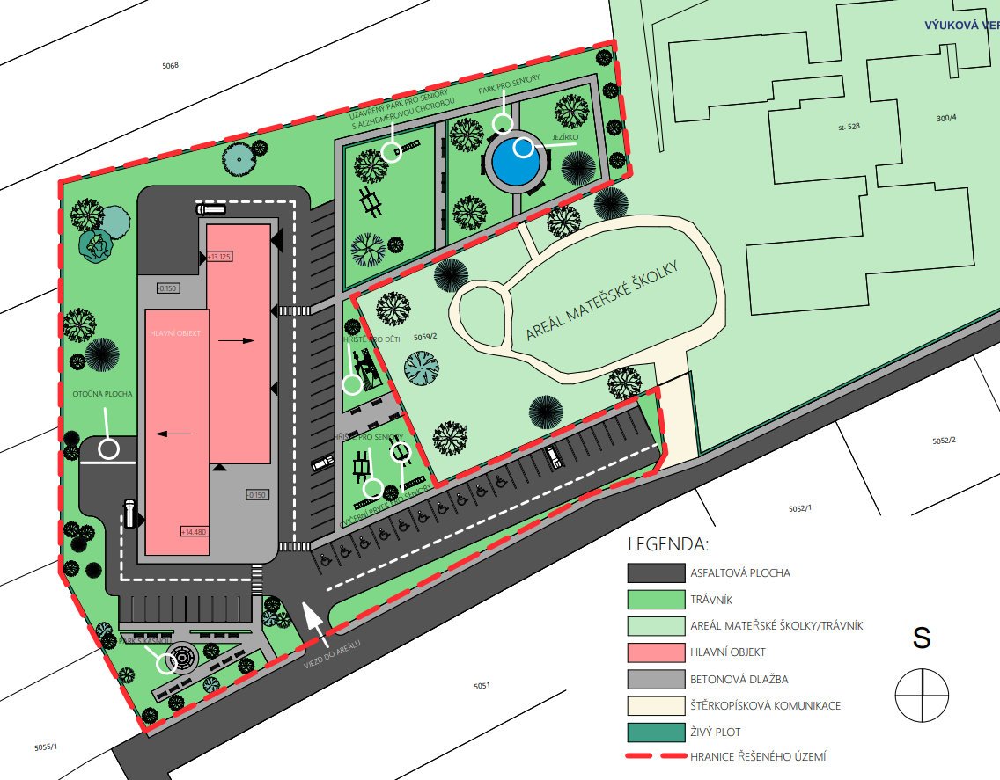 VÝUKOVÁ VER
5068
UZAVŘENÝ PARK PRO SENIORY
S ALZHEIMEROVOU CHOROBOU
PARK PRO SENIORY
JEZÍRKO
300/4
st. 528
+13.125
-0.150
HLAVNÍ OBJEKT
AREÁL MATEŘSKÉ ŠKOLKY
HŘIŠTĚ PRO DĚTI
5059/2
OTOČNÁ PLOCHA
HŘIŠTĚ PRO SENIORY
5052/2
-0.150
CVIČEBNÍ PRVEK PRO SENIORY
5052/1
+14.480
PARK S KAŠNOU
VJEZD DO AREÁLU
5051
5055/1
LEGENDA:
ASFALTOVÁ PLOCHA
TRÁVNÍK
AREÁL MATEŘSKÉ ŠKOLKY/TRÁVNÍK
HLAVNÍ OBJEKT
BETONOVÁ DLAŽBA
ŠTĚRKOPÍSKOVÁ KOMUNIKACE
ŽIVÝ PLOT
HRANICE ŘEŠENÉHO ÚZEMÍ
S